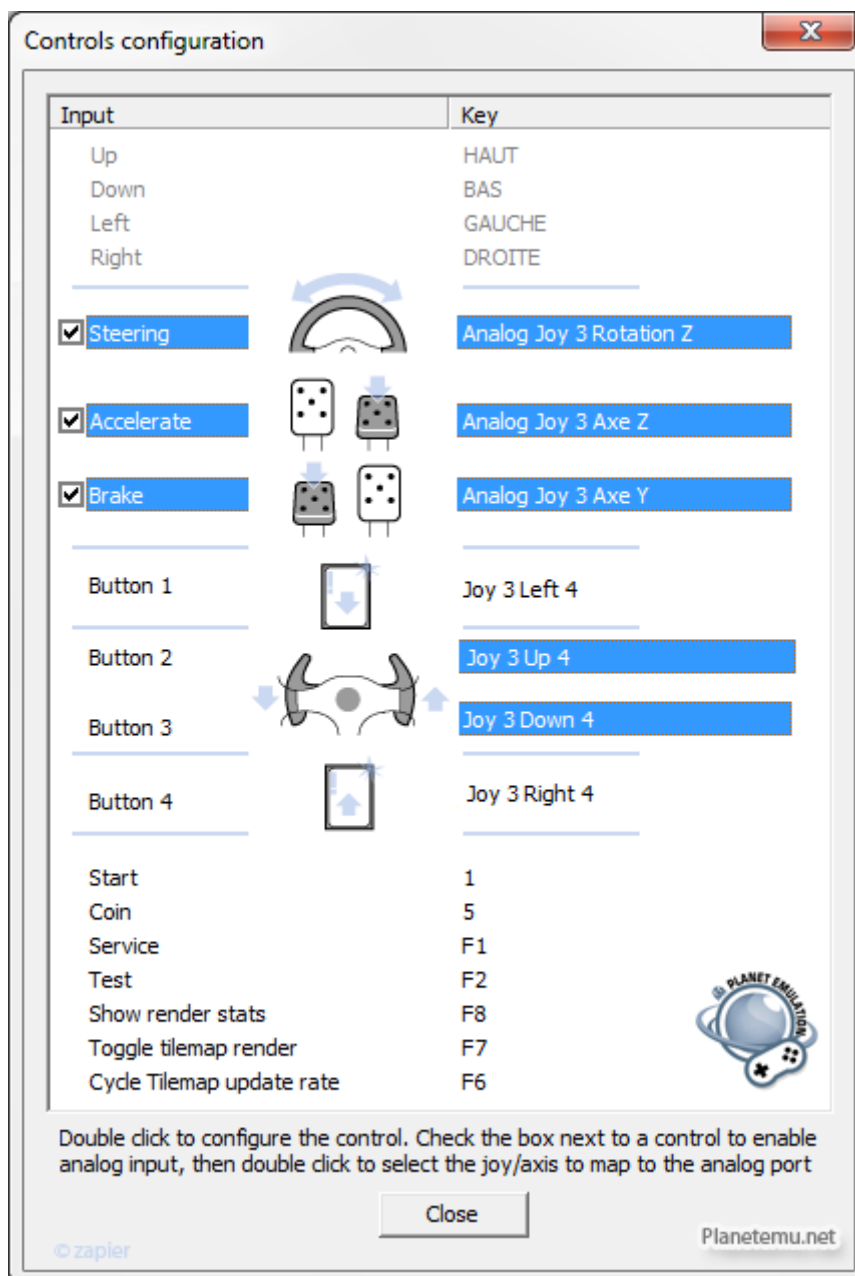 Controls configuration
Input Key
Up HAUT
Down BAS
Left GAUCHE
Right DROITE
Steering Analog Joy 3 Rotation Z
Accelerate Analog Joy 3 Axe Z
Brake Analog Joy 3 Axe Y
Button 1 Joy 3 Left 4
Button 2 Joy 3 Up 4
Button 3 Joy 3 Down 4
Button 4 Joy 3 Right 4
Start 1
Coin 5
Service F1
Test F2
Show render stats F8
Toggle tilemap render F7
Cycle Tilemap update rate F6
PLANET EMULATION
Double click to configure the control. Check the box next to a control to enable
analog input, then double click to select the joy/axis to map to the analog port
Close
Planetemu.net
© zapier